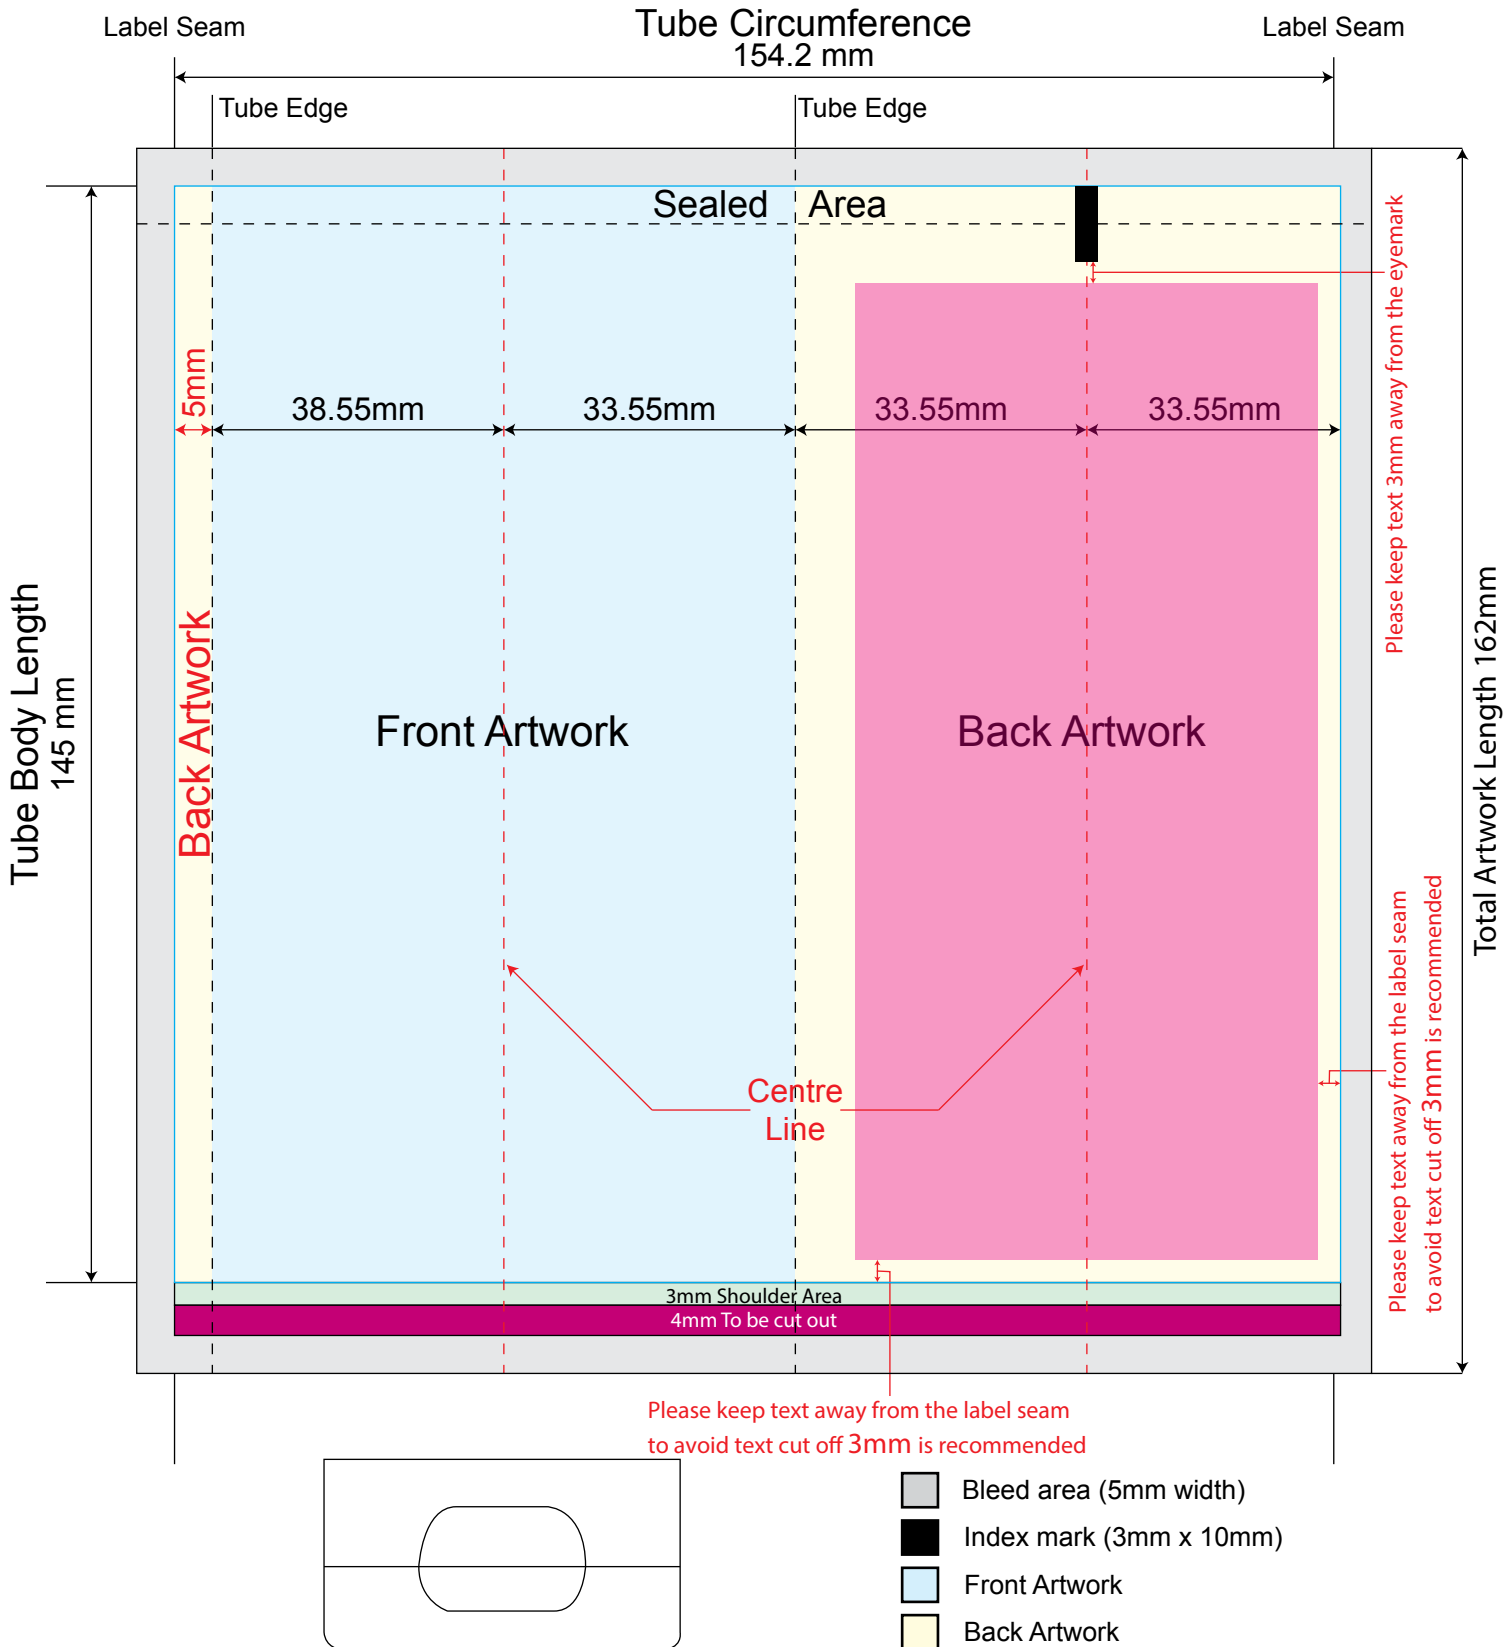 Tube Circumference
Label Seam
Label Seam
154.2 mm
Tube Edge
Tube Edge
Sealed Area
5mm
38.55mm
33.55mm
33.55mm
33.55mm
Please keep text 3mm away from the eyemark
Tube Body Length
145 mm
Back Artwork
Front Artwork
Back Artwork
Total Artwork Length 162mm
Centre
Line
Please keep text away from the label seam
to avoid text cut off 3mm is recommended
3mm Shoulder Area
4mm To be cut out
Please keep text away from the label seam
to avoid text cut off 3mm is recommended
Bleed area (5mm width)
Index mark (3mm x 10mm)
Front Artwork
Back Artwork